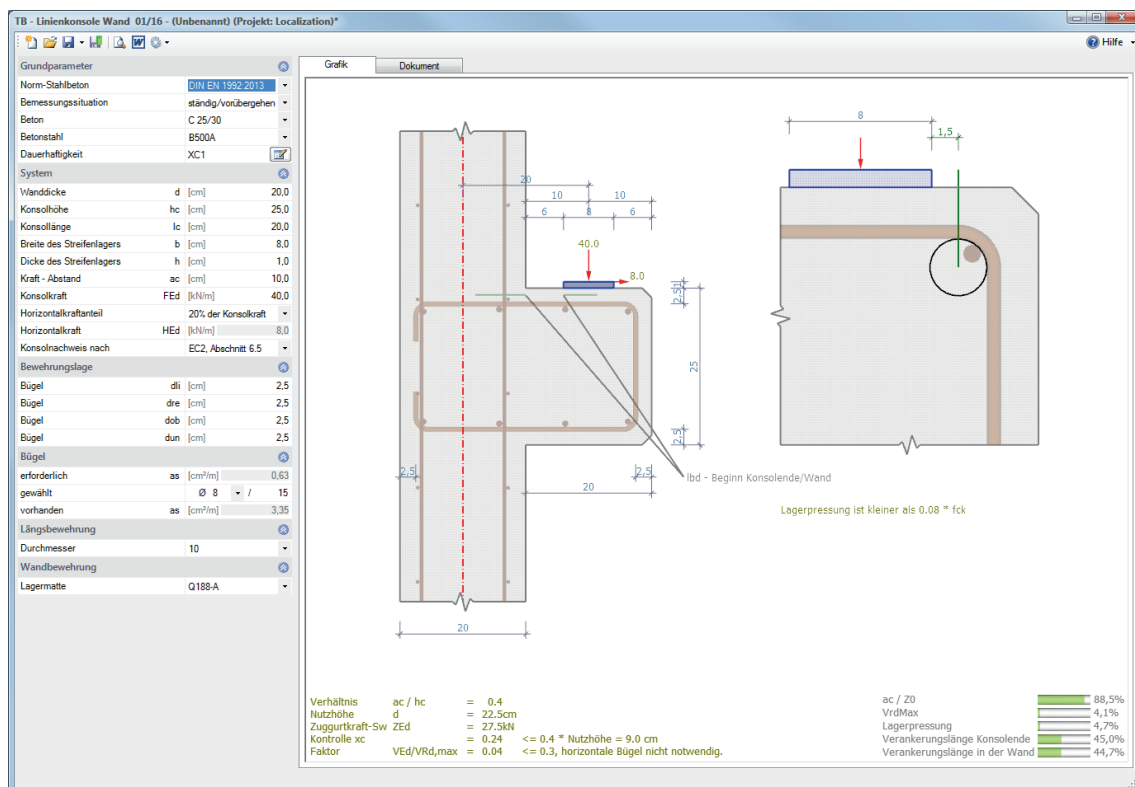 TB - Linienkonsole Wand 01/16 - (Unbenannt) (Projekt: Localization)*
Hilfe
Grundparameter
Norm-Stahlbeton DIN EN 1992:2013
Bemessungssituation ständig/vorübergehen
Beton C 25/30
Betonstahl B500A
Dauerhaftigkeit XC1
System
Wanddicke d [cm] 20,0
Konsolhöhe hc [cm] 25,0
Konsollänge lc [cm] 20,0
Breite des Streifenlagers b [cm] 8,0
Dicke des Streifenlagers h [cm] 1,0
Kraft - Abstand ac [cm] 10,0
Konsolkraft FEd [kN/m] 40,0
Horizontalkraftanteil 20% der Konsolkraft
Horizontalkraft HEd [kN/m] 8,0
Konsolnachweis nach EC2, Abschnitt 6.5
Bewehrungslage
Bügel dli [cm] 2,5
Bügel dre [cm] 2,5
Bügel dob [cm] 2,5
Bügel dun [cm] 2,5
Bügel
erforderlich as [cm²/m] 0,63
gewählt Ø 8 / 15
vorhanden as [cm²/m] 3,35
Längsbewehrung
Durchmesser 10
Wandbewehrung
Lagermatte Q188-A
Grafik Dokument
20
10 10
6 8 6
40.0
8.0
2,5 1
25
2,5
2,5 2,5
20
20
lbd - Beginn Konsolende/Wand
8
1,5
Lagerpressung ist kleiner als 0.08 * fck
Verhältnis ac / hc = 0.4
Nutzhöhe d = 22.5cm
Zuggurtkraft-Sw ZEd = 27.5kN
Kontrolle xc = 0.24 <= 0.4 * Nutzhöhe = 9.0 cm
Faktor VEd/VRd,max = 0.04 <= 0.3, horizontale Bügel nicht notwendig.
ac / Z0 88,5%
VrdMax 4,1%
Lagerpressung 4,7%
Verankerungslänge Konsolende 45,0%
Verankerungslänge in der Wand 44,7%